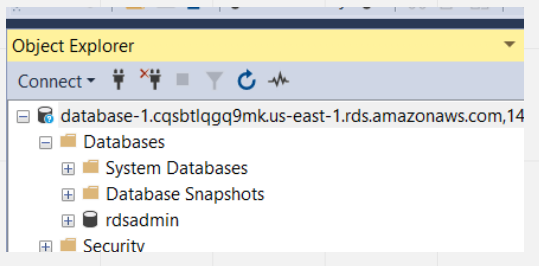 Object Explorer
Connect
database-1.cqsbtlqgq9mk.us-east-1.rds.amazonaws.com,14
Databases
System Databases
Database Snapshots
rdsadmin
Security